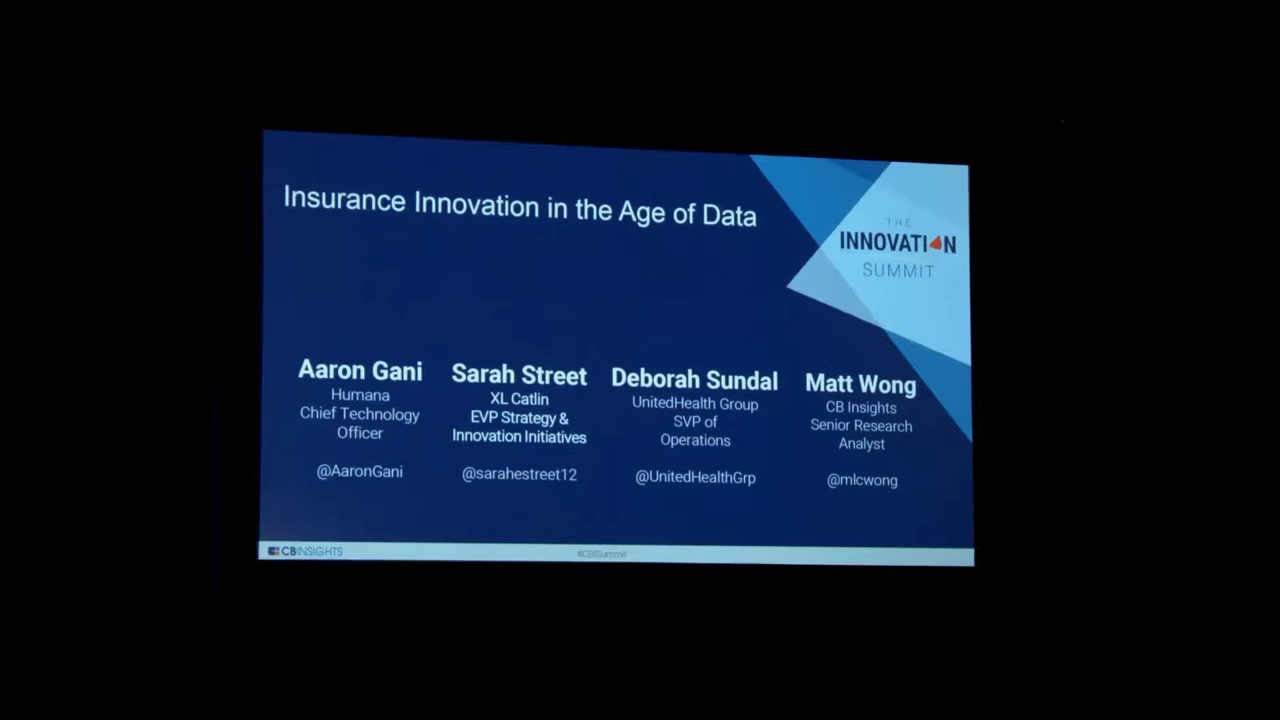 Insurance Innovation in the Age of Data
THE
INNOVATION
SUMMIT
Aaron Gani
Humana
Chief Technology
Officer
@AaronGani
Sarah Street
XL Catlin
EVP Strategy &
Innovation Initiatives
@sarahestreet12
Deborah Sundal
UnitedHealth Group
SVP of
Operations
@UnitedHealthGrp
Matt Wong
CB Insights
Senior Research
Analyst
@mlcwong
CBINSIGHTS
#CBISummit